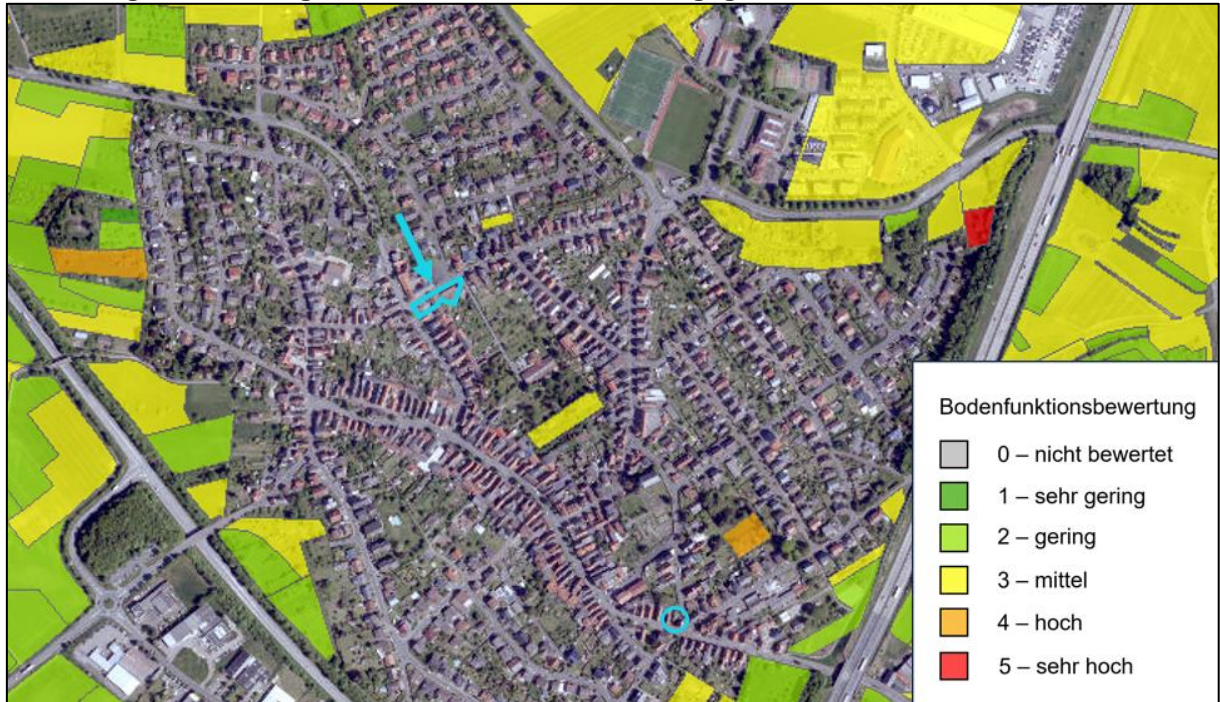 Bodenfunktionsbewertung
0 – nicht bewertet
1 – sehr gering
2 – gering
3 – mittel
4 – hoch
5 – sehr hoch